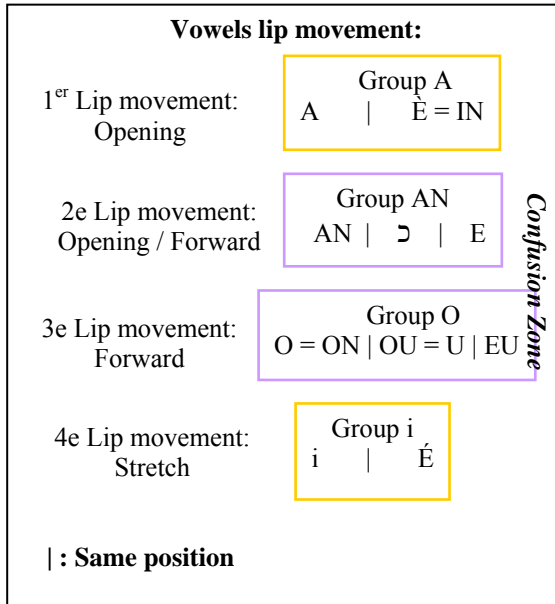 Vowels lip movement:
1er Lip movement:
Opening
Group A
A | È = IN
2e Lip movement:
Opening / Forward
Group AN
AN | כ | E
3e Lip movement:
Forward
Group O
O = ON | OU = U | EU
Confusion Zone
4e Lip movement:
Stretch
Group i
i | É
| : Same position